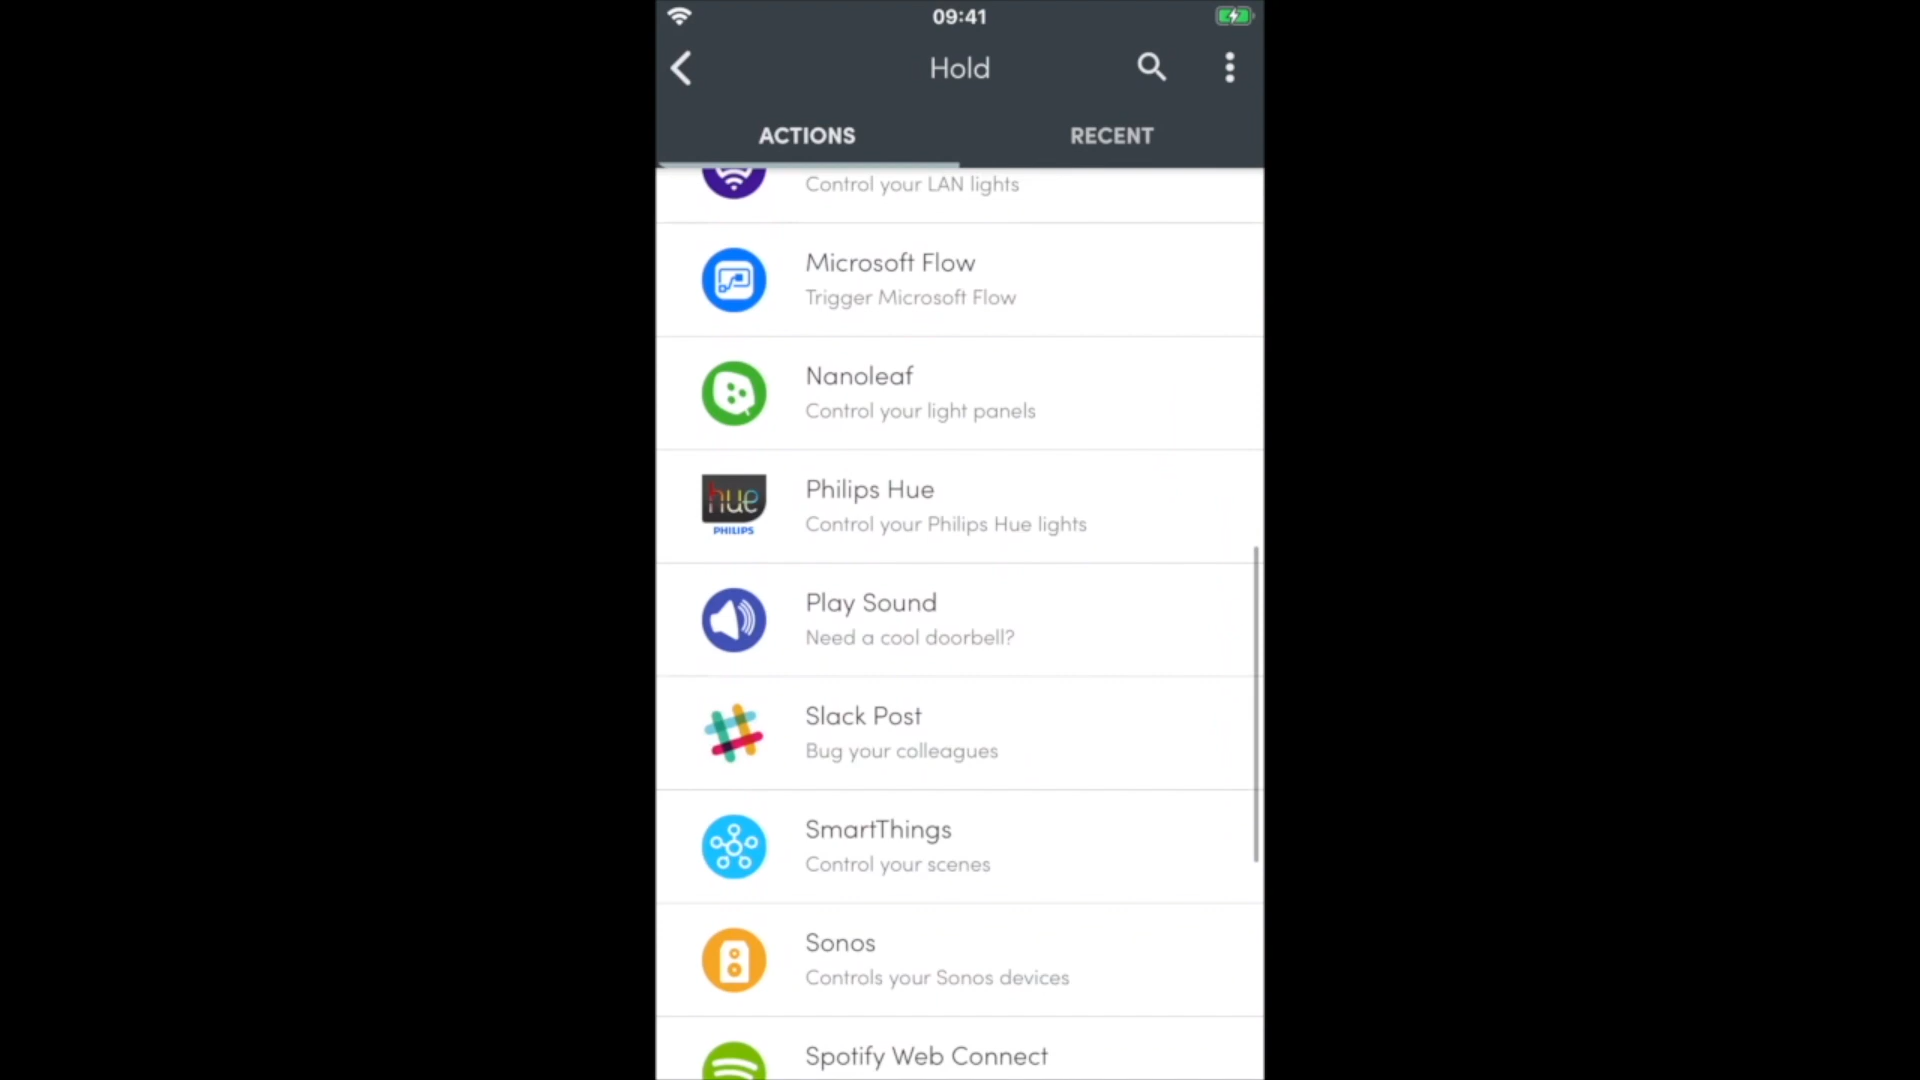 09:41
Hold
ACTIONS
RECENT
Control your LAN lights
Microsoft Flow
Trigger Microsoft Flow
Nanoleaf
Control your light panels
hue
PHILIPS
Philips Hue
Control your Philips Hue lights
Play Sound
Need a cool doorbell?
Slack Post
Bug your colleagues
SmartThings
Control your scenes
Sonos
Controls your Sonos devices
Spotify Web Connect